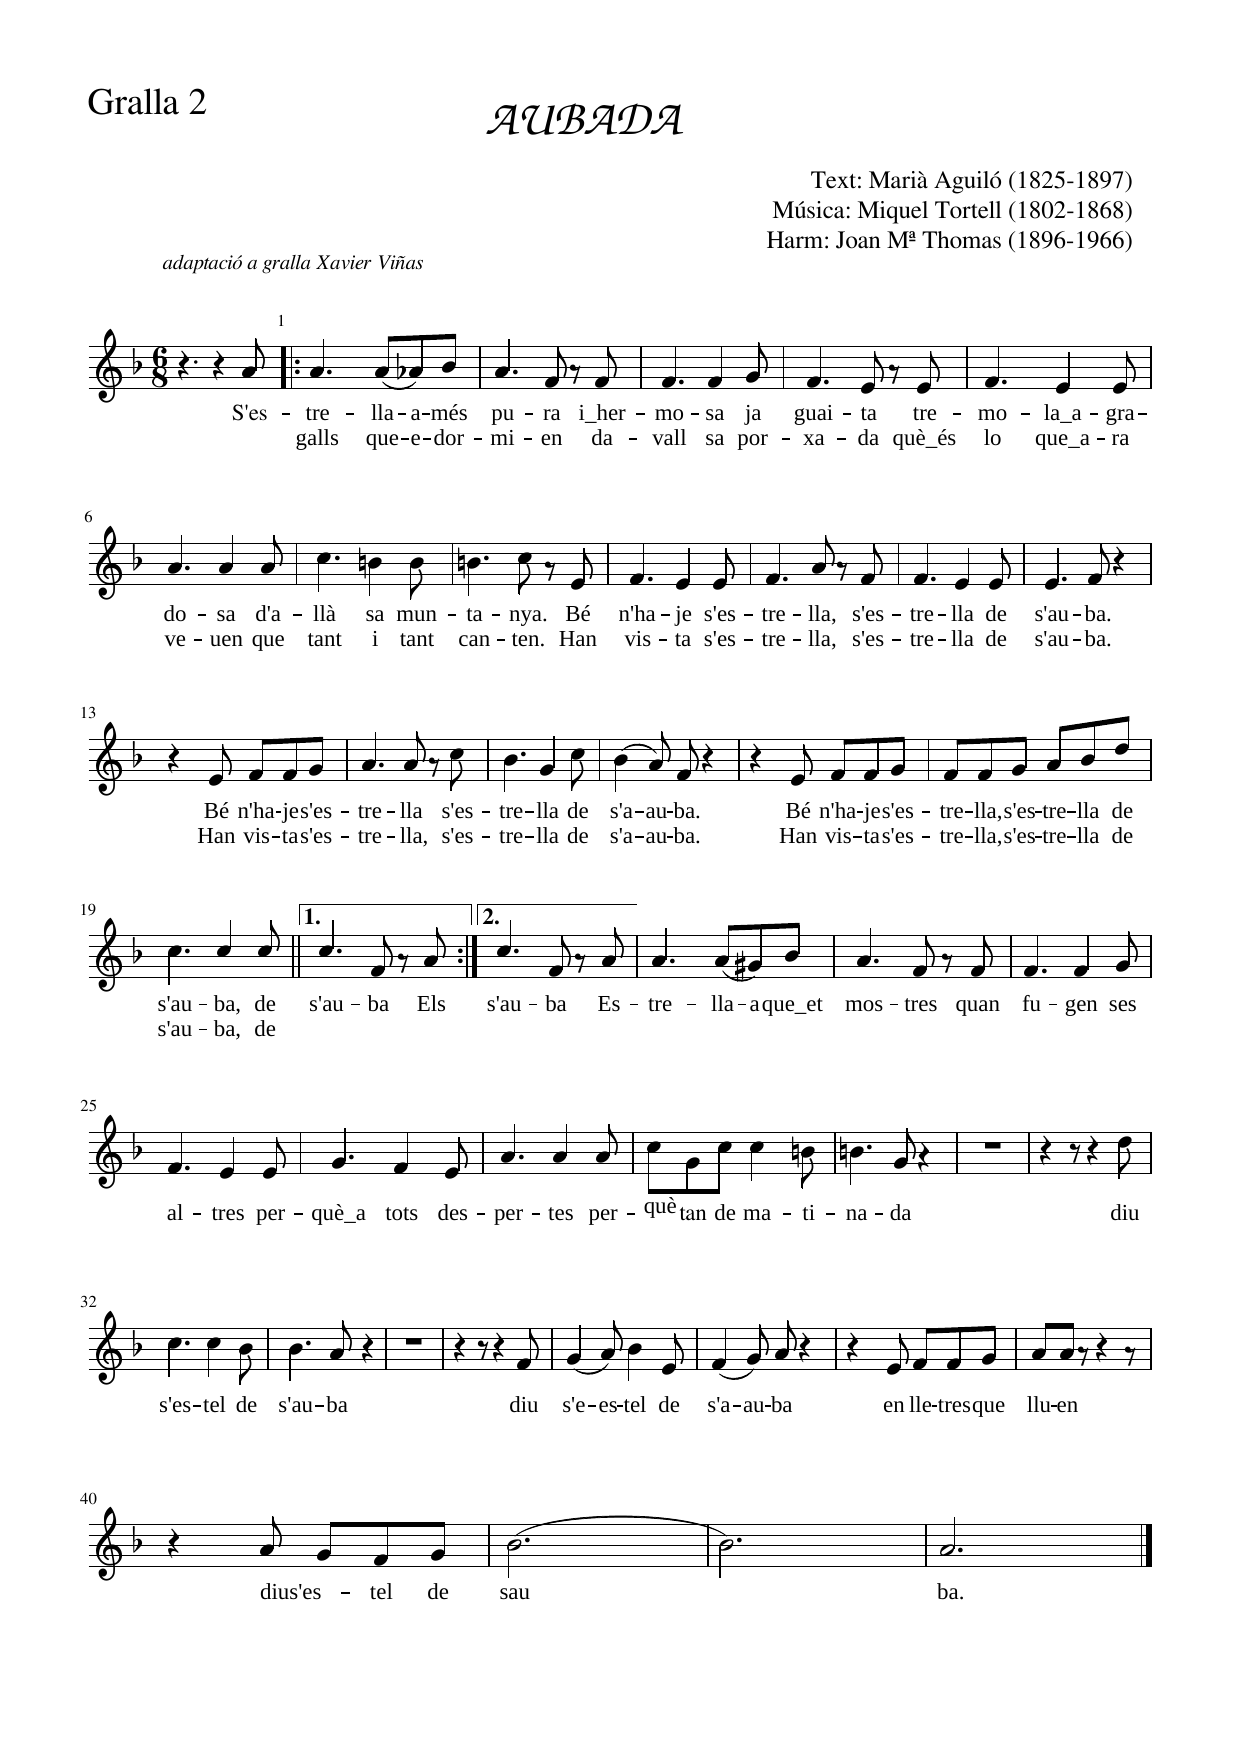 Gralla 2
AUBADA
Text: Marià Aguiló (1825-1897)
Música: Miquel Tortell (1802-1868)
Harm: Joan Mª Thomas (1896-1966)
adaptació a gralla Xavier Viñas
1
6
8
S'es – tre – lla – a – més pu – ra i_her – mo – sa ja guai – ta tre – mo – la_a – gra –
galls que – e – dor – mi – en da – vall sa por – xa – da què_és lo que_a – ra
6
do – sa d'a – llà sa mun – ta – nya. Bé n'ha – je s'es – tre – lla, s'es – tre – lla de s'au – ba.
ve – uen que tant i tant can – ten. Han vis – ta s'es – tre – lla, s'es – tre – lla de s'au – ba.
13
Bé n'ha-jes'es – tre – lla s'es – tre – lla de s'a – au-ba. Bé n'ha-jes'es – tre-lla,s'es-tre-lla de
Han vis-tas'es – tre – lla, s'es – tre – lla de s'a – au-ba. Han vis-tas'es – tre-lla,s'es-tre-lla de
19
1. 2.
s'au – ba, de s'au – ba Els s'au – ba Es – tre – lla – aque_et mos – tres quan fu – gen ses
s'au – ba, de
25
al – tres per – què_a tots des – per – tes per – què tan de ma – ti – na – da diu
32
s'es – tel de s'au – ba diu s'e – es-tel de s'a – au-ba en lle-tresque llu-en
40
dius'es – tel de sau ba.